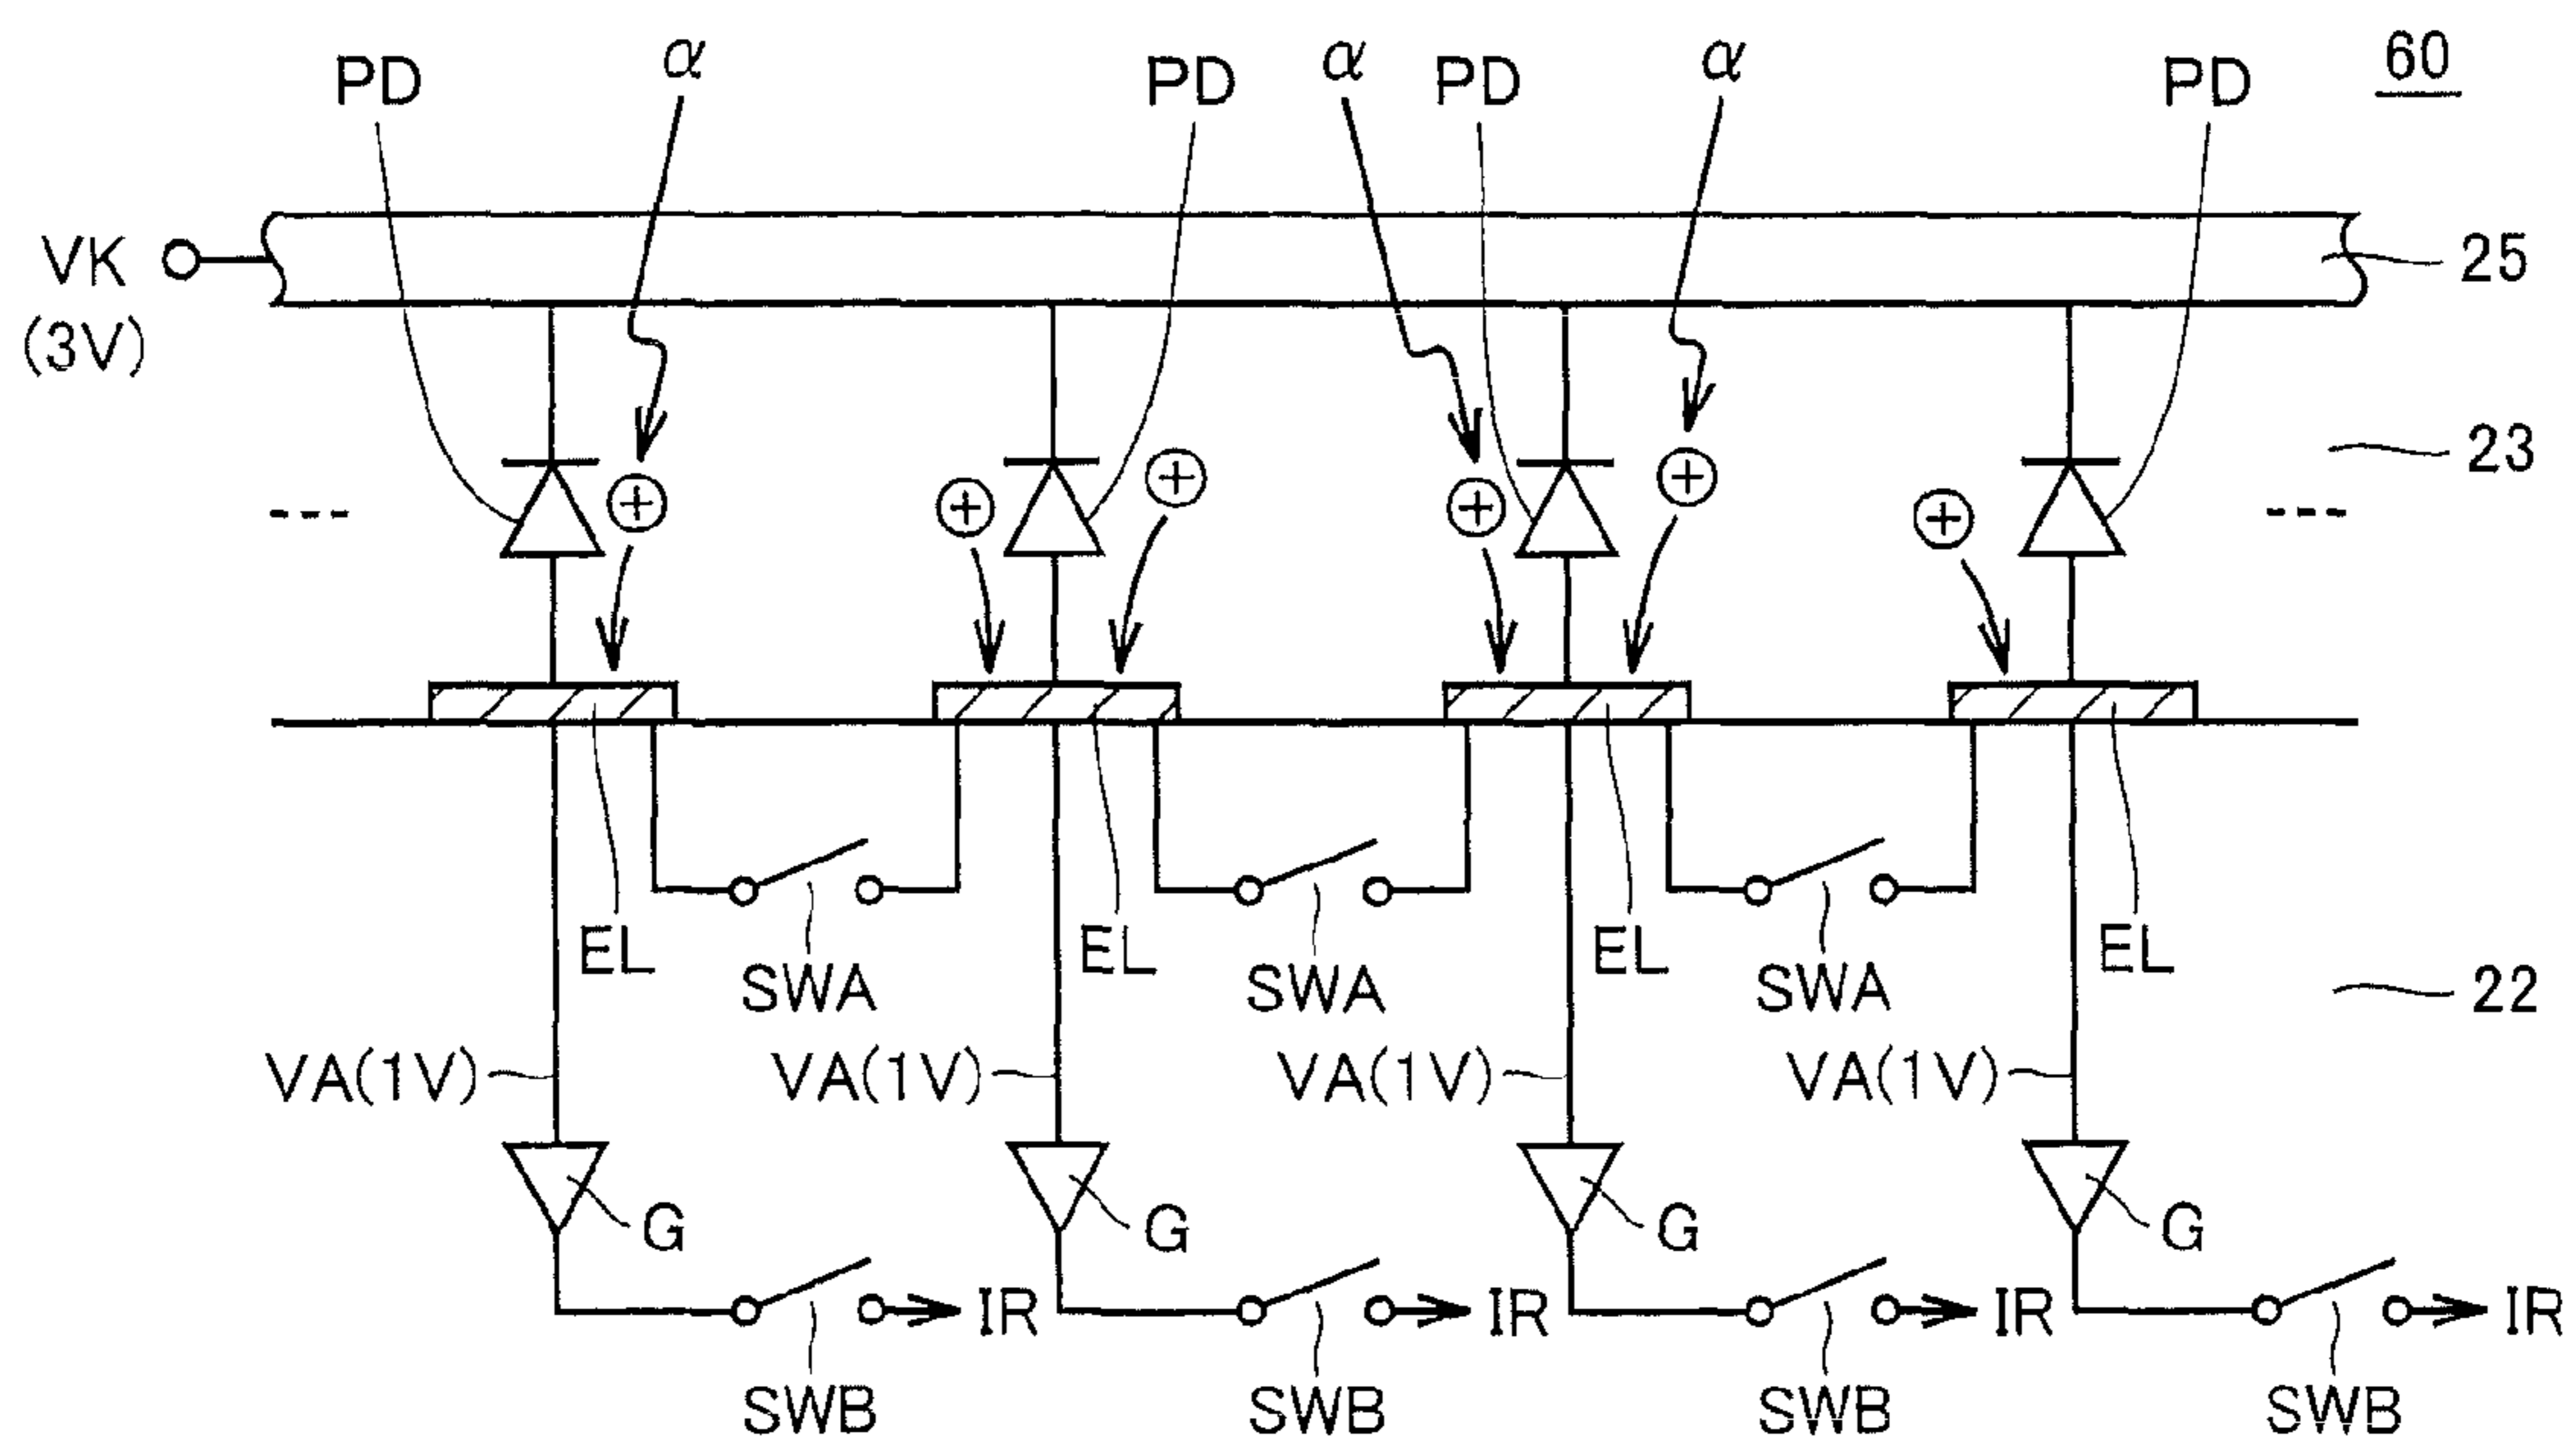 60
PD α PD α PD α PD
VK
(3V)
25
23
EL EL EL EL
SWA SWA SWA
22
VA(1V) VA(1V) VA(1V) VA(1V)
G G G G
IR IR IR IR
SWB SWB SWB SWB